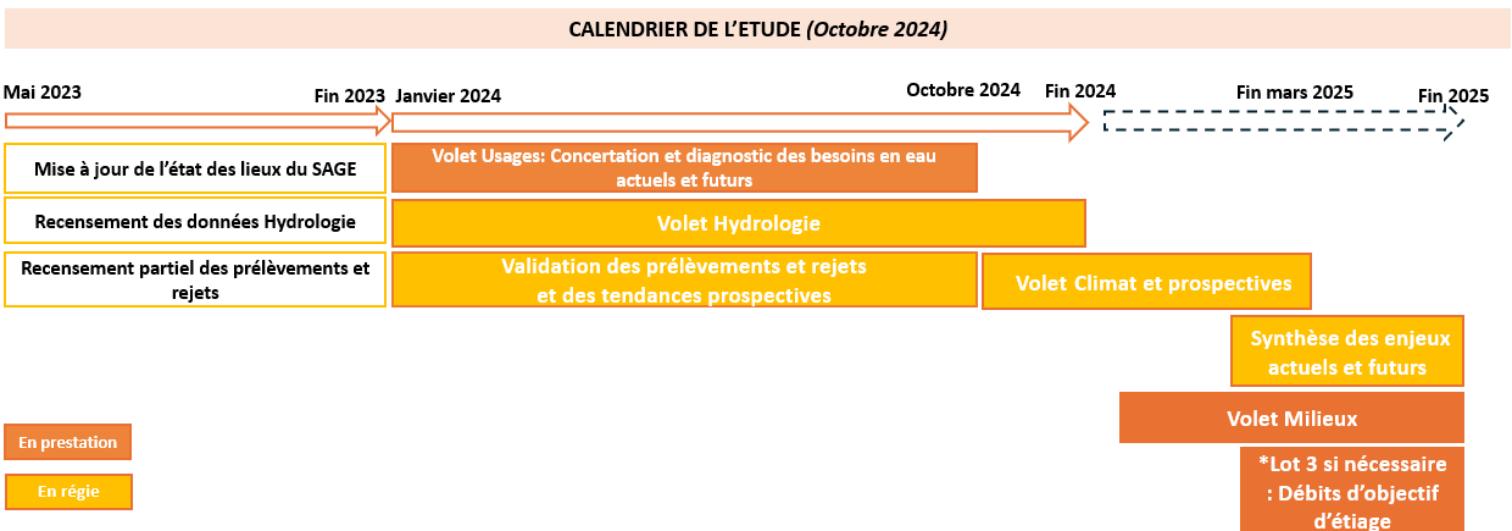 CALENDRIER DE L'ETUDE (Octobre 2024)
Mai 2023
Fin 2023
Janvier 2024
Octobre 2024
Fin 2024
Fin mars 2025
Fin 2025
Mise à jour de l'état des lieux du SAGE
Volet Usages: Concertation et diagnostic des besoins en eau
actuels et futurs
Recensement des données Hydrologie
Volet Hydrologie
Recensement partiel des prélèvements et
rejets
Validation des prélèvements et rejets
et des tendances prospectives
Volet Climat et prospectives
Synthèse des enjeux
actuels et futurs
Volet Milieux
En prestation
*Lot 3 si nécessaire
: Débits d'objectif
d'étiage
En régie